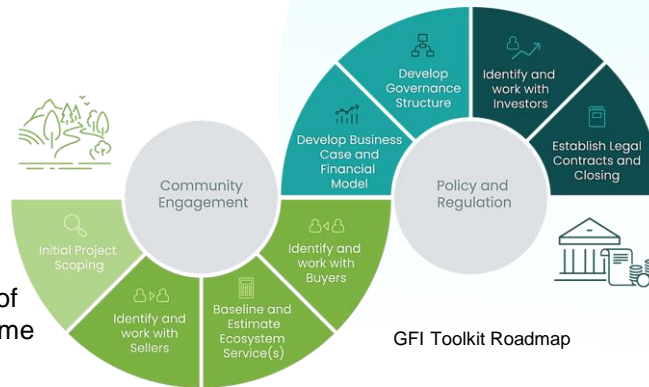 Initial Project
Scoping
Identify and
work with
Sellers
Baseline and
Estimate
Ecosystem
Service(s)
Identify and
work with
Buyers
Community
Engagement
Develop Business
Case and
Financial
Model
Develop
Governance
Structure
Identify and
work with
Investors
Establish Legal
Contracts and
Closing
Policy and
Regulation
of
me
GFI Toolkit Roadmap